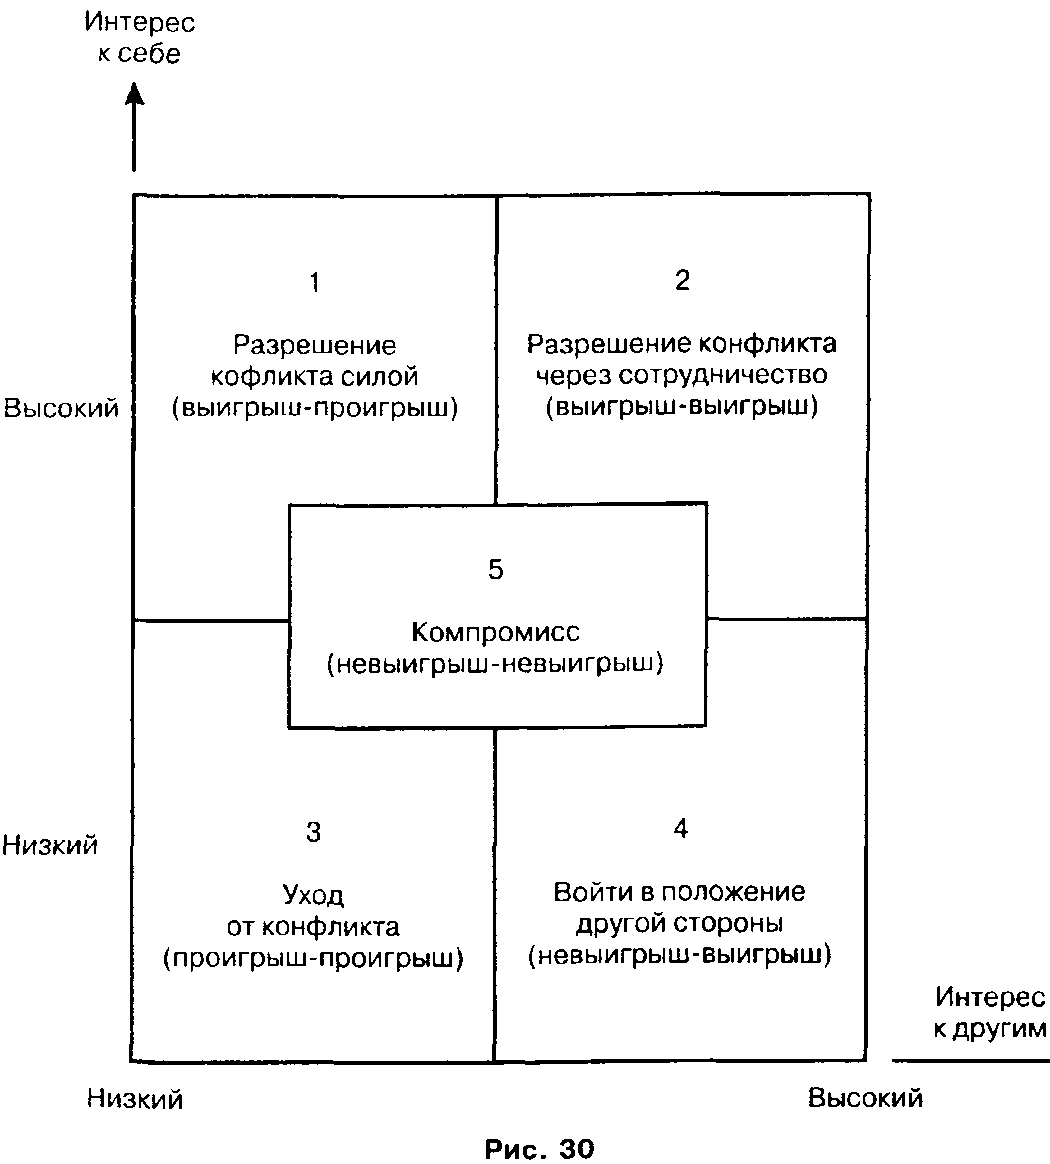 Интерес
к себе
1
Разрешение
кофликта силой
(выигрыш-проигрыш)
2
Разрешение конфликта
через сотрудничество
(выигрыш-выигрыш)
Высокий
5
Компромисс
(невыигрыш-невыигрыш)
Низкий
3
Уход
от конфликта
(проигрыш-проигрыш)
4
Войти в положение
другой стороны
(невыигрыш-выигрыш)
Интерес
к другим
Низкий
Высокий
Рис. 30